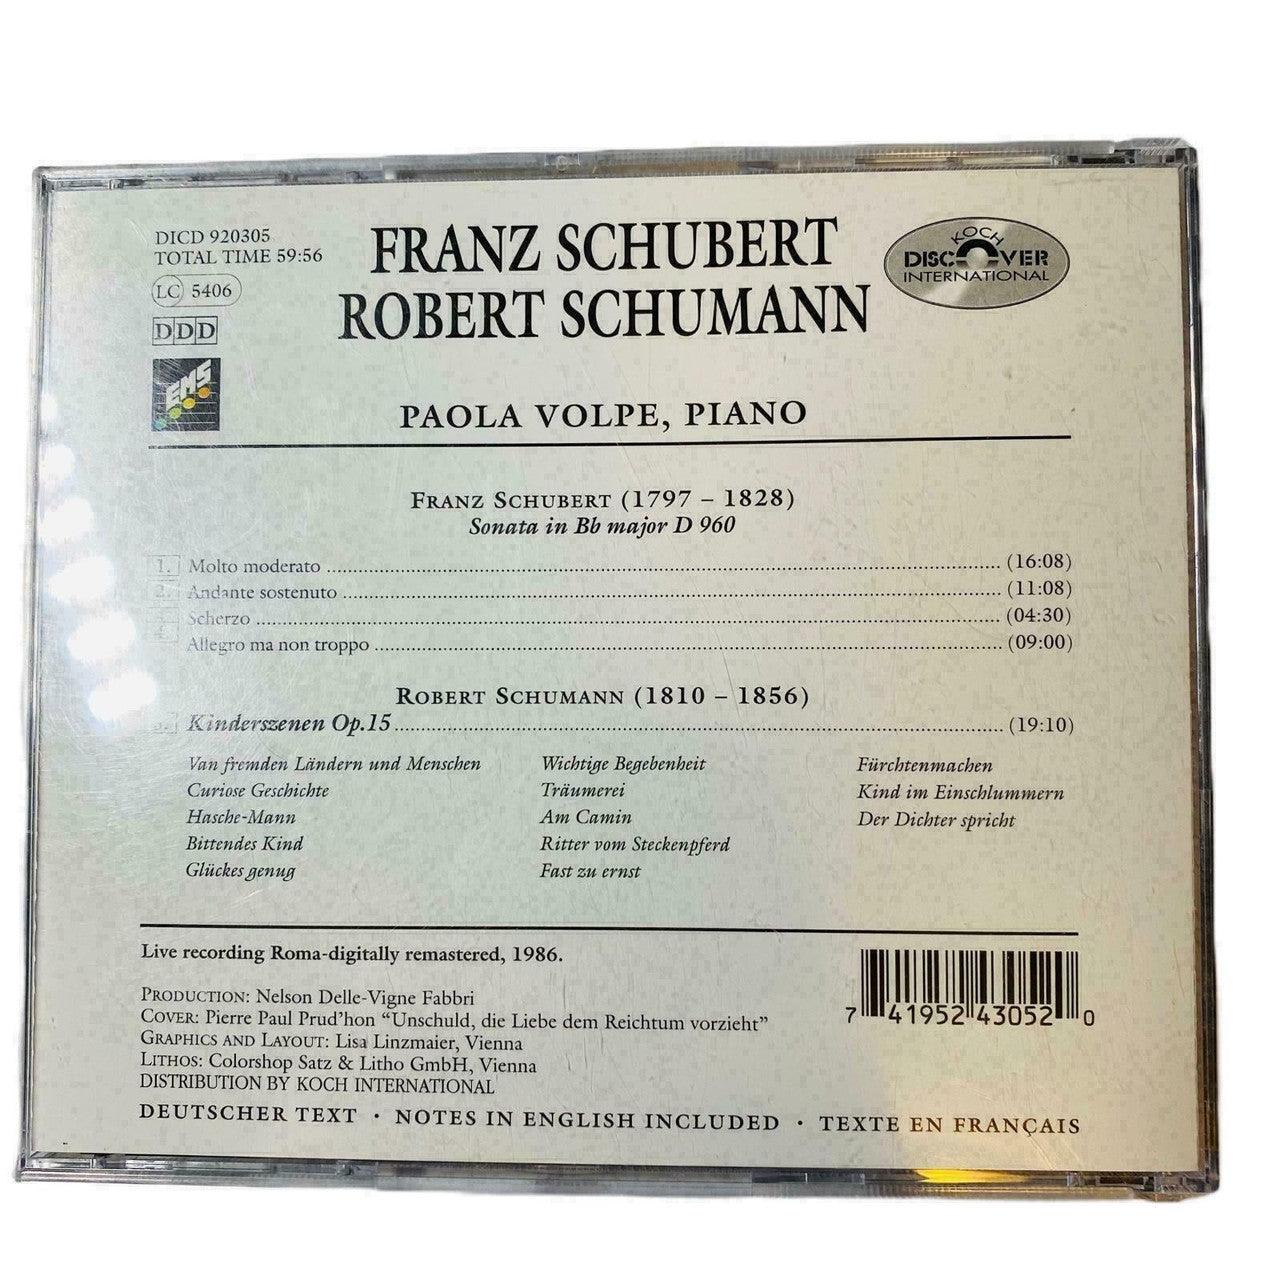 DICD 920305
TOTAL TIME 59:56
LC 5406
DDD
EMS
FRANZ SCHUBERT
ROBERT SCHUMANN
KOCH
DISCOVER
INTERNATIONAL
PAOLA VOLPE, PIANO
FRANZ SCHUBERT (1797 – 1828)
Sonata in Bb major D 960
1. Molto moderato (16:08)
2. Andante sostenuto (11:08)
Scherzo (04:30)
Allegro ma non troppo (09:00)
ROBERT SCHUMANN (1810 – 1856)
Kinderszenen Op.15 (19:10)
Van fremden Ländern und Menschen
Curiose Geschichte
Hasche-Mann
Bittendes Kind
Glückes genug
Wichtige Begebenheit
Träumerei
Am Camin
Ritter vom Steckenpferd
Fast zu ernst
Fürchtenmachen
Kind im Einschlummern
Der Dichter spricht
Live recording Roma-digitally remastered, 1986.
PRODUCTION: Nelson Delle-Vigne Fabbri
COVER: Pierre Paul Prud'hon "Unschuld, die Liebe dem Reichtum vorzieht"
GRAPHICS AND LAYOUT: Lisa Linzmaier, Vienna
LITHOS: Colorshop Satz & Litho GmbH, Vienna
DISTRIBUTION BY KOCH INTERNATIONAL
7 41952 43052 0
DEUTSCHER TEXT · NOTES IN ENGLISH INCLUDED · TEXTE EN FRANÇAIS